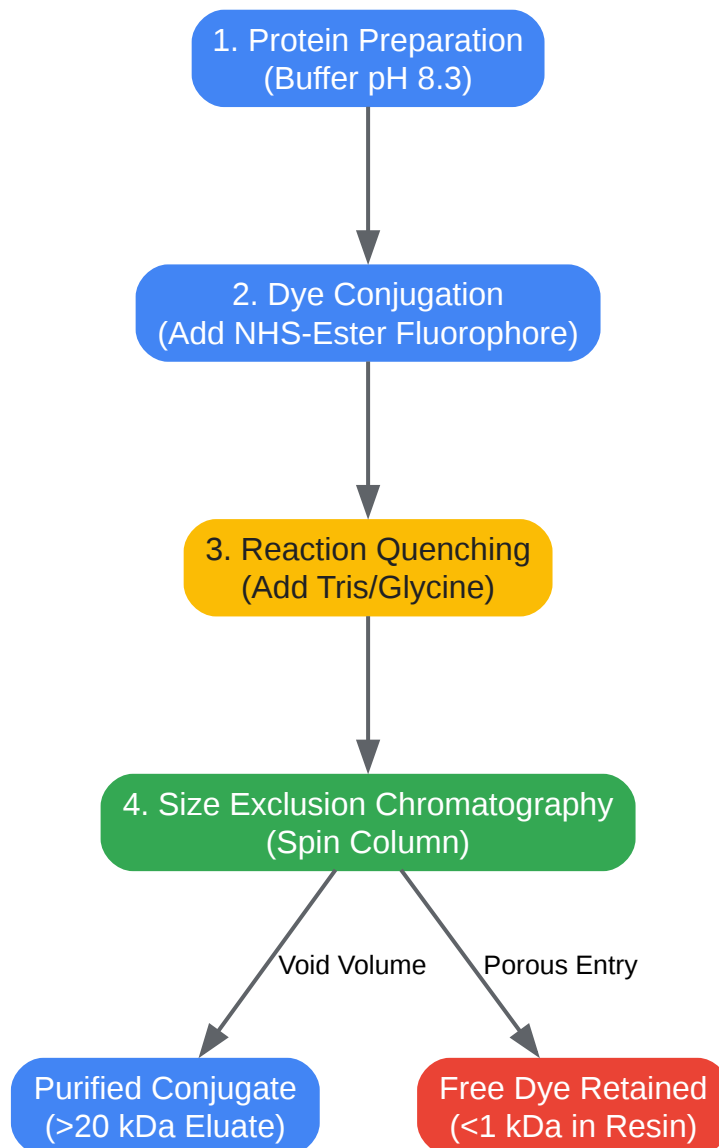 1. Protein Preparation
(Buffer pH 8.3)
2. Dye Conjugation
(Add NHS-Ester Fluorophore)
3. Reaction Quenching
(Add Tris/Glycine)
4. Size Exclusion Chromatography
(Spin Column)
Void Volume
Porous Entry
Purified Conjugate
(>20 kDa Eluate)
Free Dye Retained
(<1 kDa in Resin)